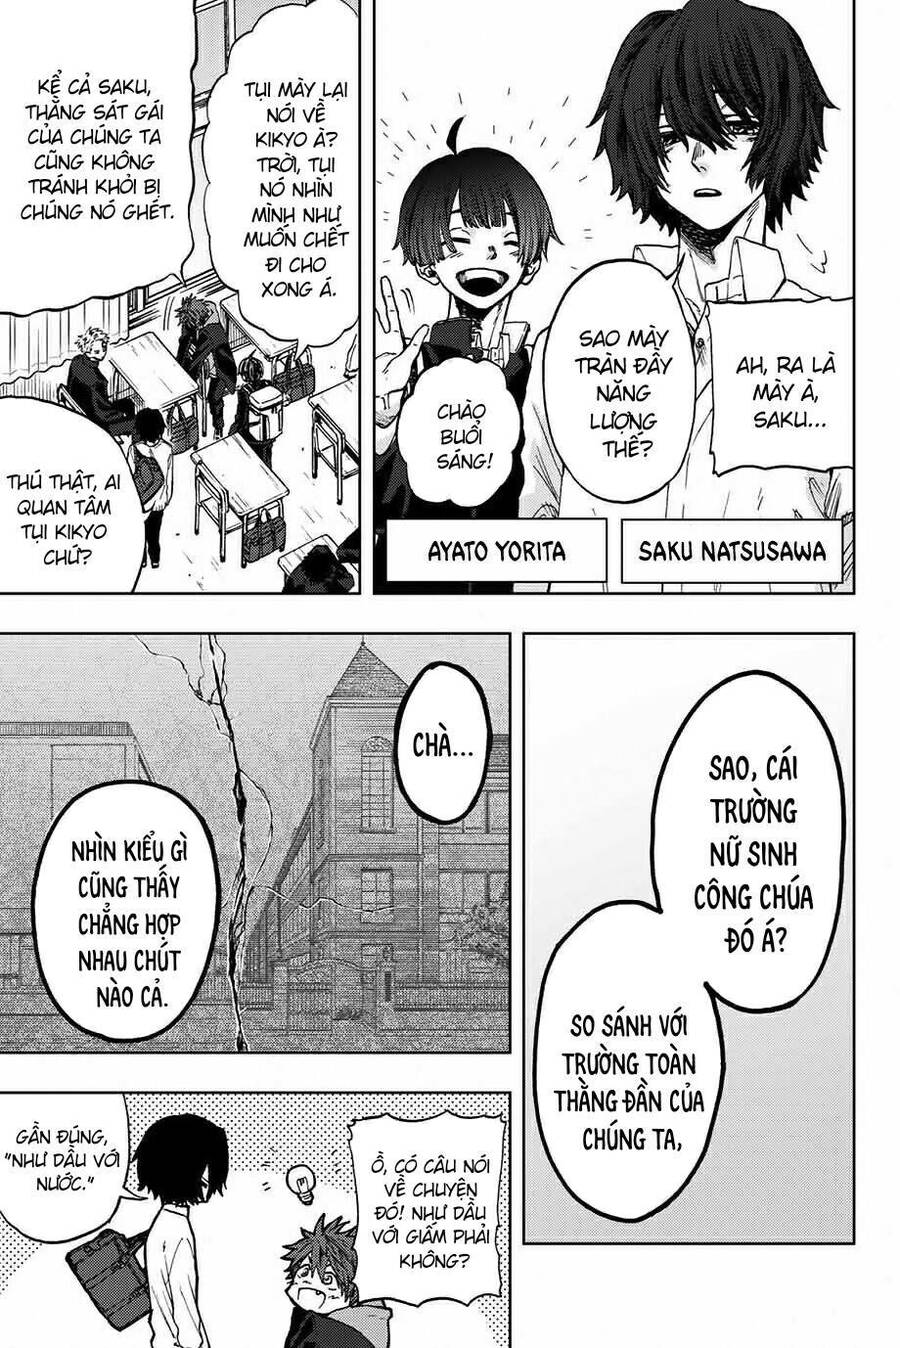 AH, RA LÀ
MÀY À,
SAKU...
SAO MÀY
TRÀN ĐẦY
NĂNG
LƯỢNG
THẾ?
CHÀO
BUỔI
SÁNG!
SAKU NATSUSAWA
AYATO YORITA
TỤI MÀY LẠI
NÓI VỀ
KIKYO À?
TRỜI, TỤI
NÓ NHÌN
MÌNH NHƯ
MUỐN CHẾT
ĐI CHO
XONG Á.
KỂ CẢ SAKU,
THẰNG SÁT GÁI
CỦA CHÚNG TA
CŨNG KHÔNG
TRÁNH KHỎI BỊ
CHÚNG NÓ GHÉT.
THÚ THẬT, AI
QUAN TÂM
TỤI KIKYO
CHỨ?
SAO, CÁI
TRƯỜNG
NỮ SINH
CÔNG CHÚA
ĐÓ Á?
SO SÁNH VỚI
TRƯỜNG TOÀN
THẰNG ĐẦN CỦA
CHÚNG TA,
CHÀ...
NHÌN KIỂU GÌ
CŨNG THẤY
CHẲNG HỢP
NHAU CHÚT
NÀO CẢ.
Ồ, CÓ CÂU NÓI
VỀ CHUYỆN
ĐÓ! NHƯ DẦU
VỚI GIẤM PHẢI
KHÔNG?
GẦN ĐÚNG,
"NHƯ DẦU VỚI
NƯỚC."